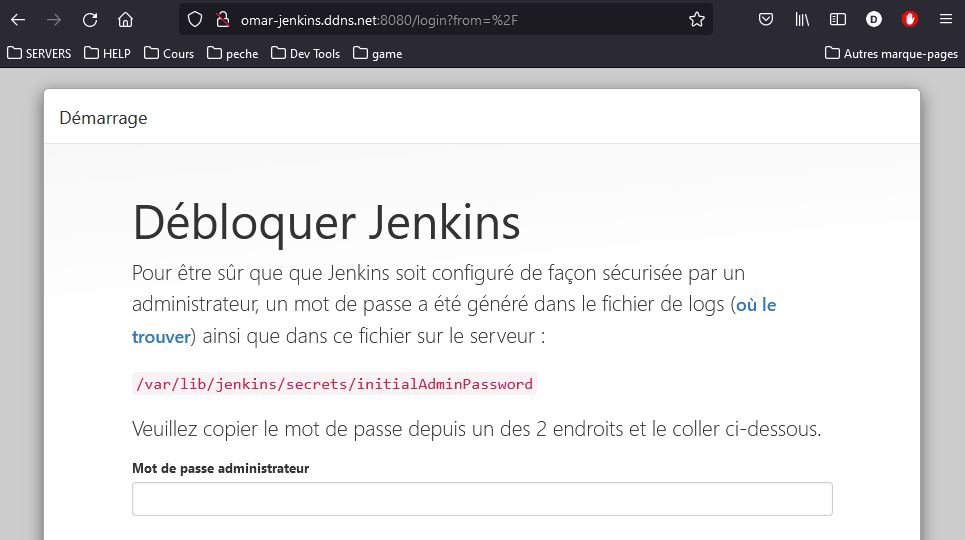 omar-jenkins.ddns.net:8080/login?from=%2F
D
SERVERS HELP Cours peche Dev Tools game Autres marque-pages
Démarrage
Débloquer Jenkins
Pour être sûr que que Jenkins soit configuré de façon sécurisée par un
administrateur, un mot de passe a été généré dans le fichier de logs (où le
trouver) ainsi que dans ce fichier sur le serveur :
/var/lib/jenkins/secrets/initialAdminPassword
Veuillez copier le mot de passe depuis un des 2 endroits et le coller ci-dessous.
Mot de passe administrateur